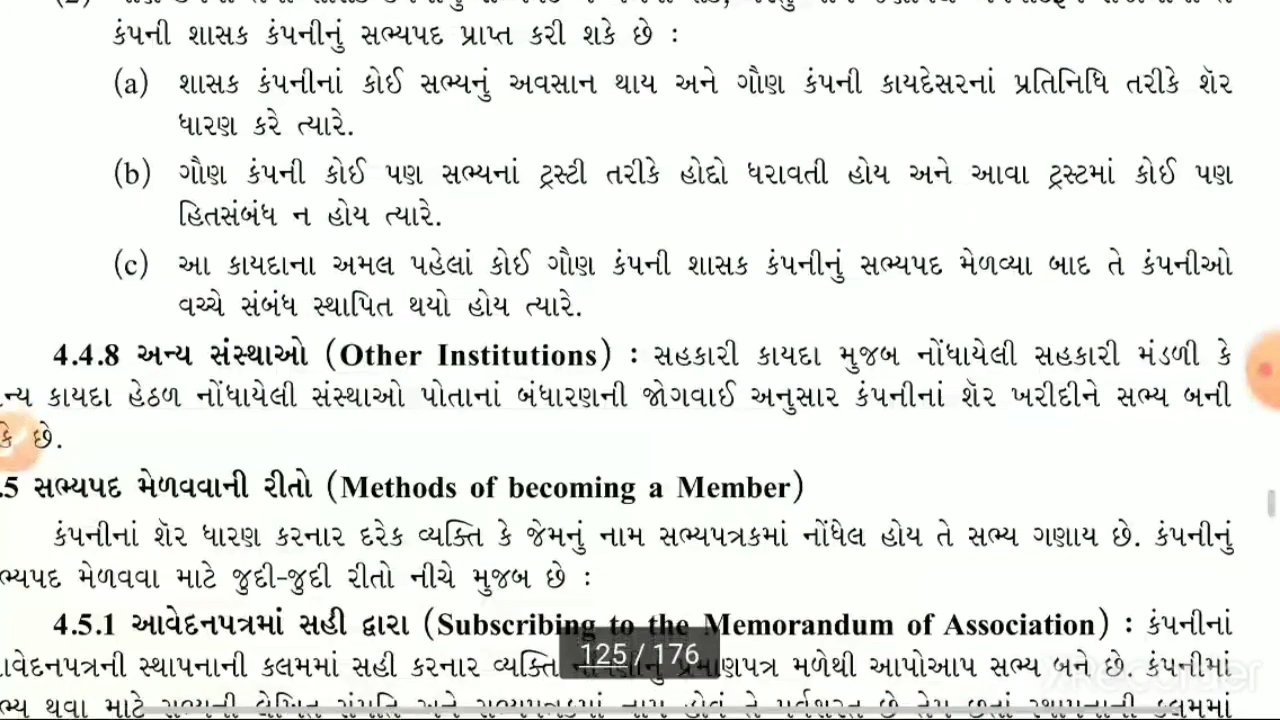 કંપની શાસક કંપનીનું સભ્યપદ પ્રાપ્ત કરી શકે છે :
(a) શાસક કંપનીનાં કોઈ સભ્યનું અવસાન થાય અને ગૌણ કંપની કાયદેસરનાં પ્રતિનિધિ તરીકે શૅર
ધારણ કરે ત્યારે.
(b) ગૌણ કંપની કોઈ પણ સભ્યનાં ટ્રસ્ટી તરીકે હોદ્દો ધરાવતી હોય અને આવા ટ્રસ્ટમાં કોઈ પણ
હિતસંબંધ ન હોય ત્યારે.
(c) આ કાયદાના અમલ પહેલાં કોઈ ગૌણ કંપની શાસક કંપનીનું સભ્યપદ મેળવ્યા બાદ તે કંપનીઓ
વચ્ચે સંબંધ સ્થાપિત થયો હોય ત્યારે.
4.4.8 અન્ય સંસ્થાઓ (Other Institutions) : સહકારી કાયદા મુજબ નોંધાયેલી સહકારી મંડળી કે
ન્ય કાયદા હેઠળ નોંધાયેલી સંસ્થાઓ પોતાનાં બંધારણની જોગવાઈ અનુસાર કંપનીનાં શૅર ખરીદીને સભ્ય બની
કે છે.
.5 સભ્યપદ મેળવવાની રીતો (Methods of becoming a Member)
કંપનીનાં શૅર ધારણ કરનાર દરેક વ્યક્તિ કે જેમનું નામ સભ્યપત્રકમાં નોંધેલ હોય તે સભ્ય ગણાય છે. કંપનીનું
ભ્યપદ મેળવવા માટે જુદી-જુદી રીતો નીચે મુજબ છે :
4.5.1 આવેદનપત્રમાં સહી દ્વારા (Subscribing to the Memorandum of Association) : કંપનીનાં
ાવેદનપત્રની સ્થાપનાની કલમમાં સહી કરનાર વ્યક્તિ પ્રમાણપત્ર મળેથી આપોઆપ સભ્ય બને છે. કંપનીમાં
125 / 176